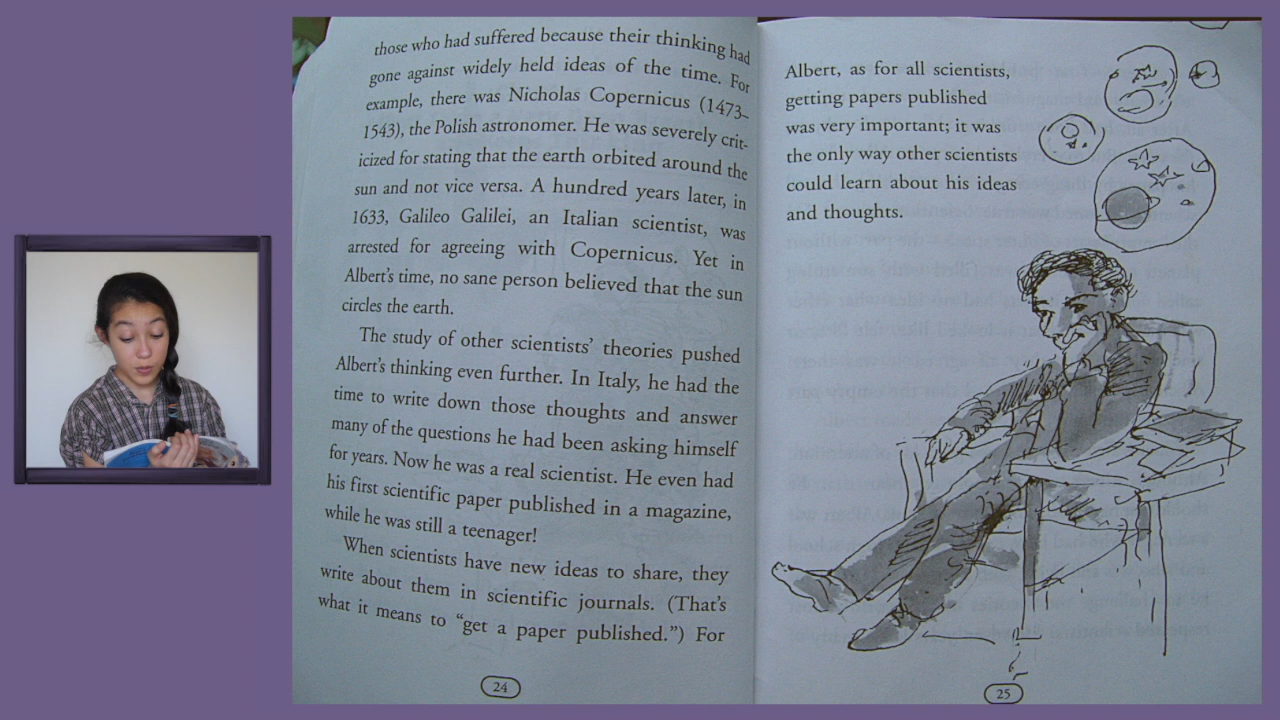 those who had suffered because their thinking had
gone against widely held ideas of the time. For
example, there was Nicholas Copernicus (1473–
1543), the Polish astronomer. He was severely crit-
icized for stating that the earth orbited around the
sun and not vice versa. A hundred years later, in
1633, Galileo Galilei, an Italian scientist, was
arrested for agreeing with Copernicus. Yet in
Albert's time, no sane person believed that the sun
circles the earth.
The study of other scientists' theories pushed
Albert's thinking even further. In Italy, he had the
time to write down those thoughts and answer
many of the questions he had been asking himself
for years. Now he was a real scientist. He even had
his first scientific paper published in a magazine,
while he was still a teenager!
When scientists have new ideas to share, they
write about them in scientific journals. (That's
what it means to “get a paper published.”) For
24
Albert, as for all scientists,
getting papers published
was very important; it was
the only way other scientists
could learn about his ideas
and thoughts.
25